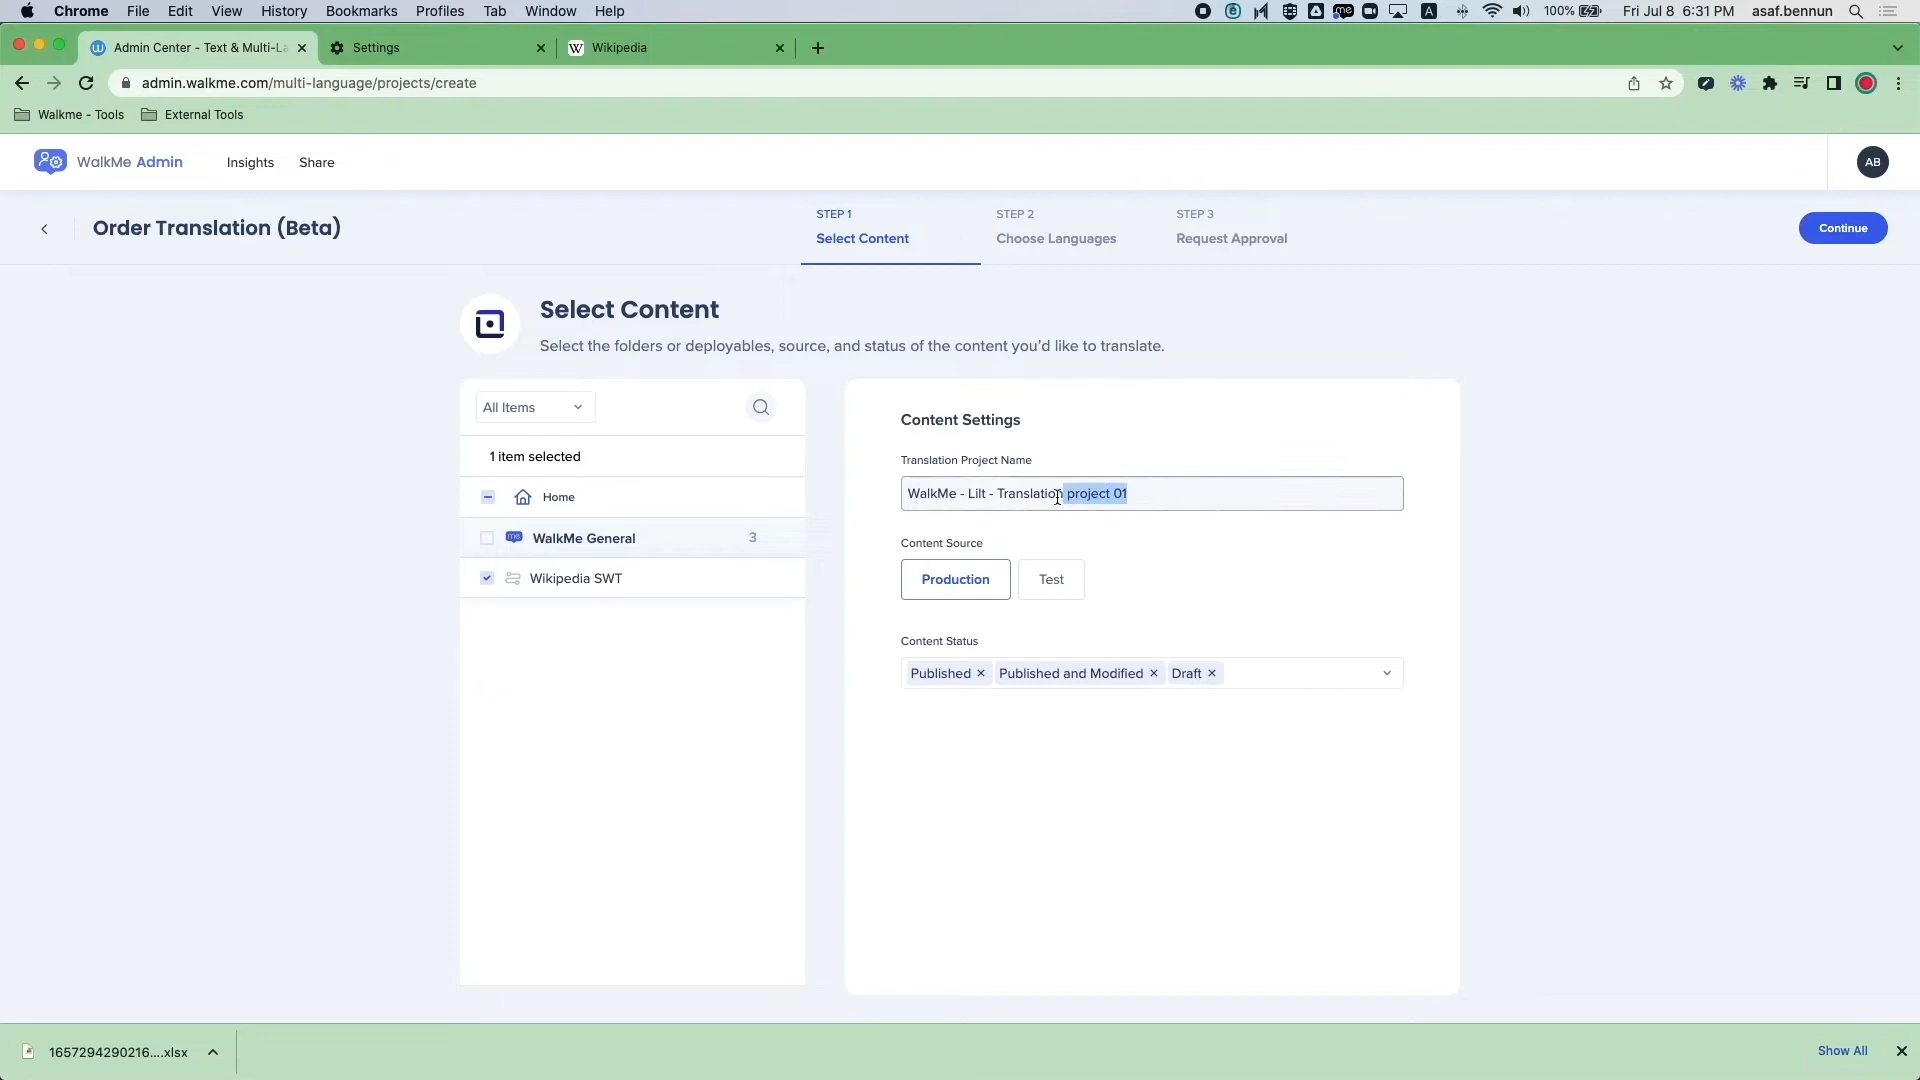 Chrome File Edit View History Bookmarks Profiles Tab Window Help
A 100% Fri Jul 8 6:31 PM asaf.bennun
Admin Center - Text & Multi-La
Settings
W Wikipedia
admin.walkme.com/multi-language/projects/create
Walkme - Tools
External Tools
WalkMe Admin
Insights
Share
AB
Order Translation (Beta)
STEP 1
Select Content
STEP 2
Choose Languages
STEP 3
Request Approval
Continue
Select Content
Select the folders or deployables, source, and status of the content you'd like to translate.
All Items
1 item selected
Home
me WalkMe General 3
Wikipedia SWT
Content Settings
Translation Project Name
WalkMe - Lilt - Translation project 01
Content Source
Production
Test
Content Status
Published
Published and Modified
Draft
1657294290216....xlsx
Show All